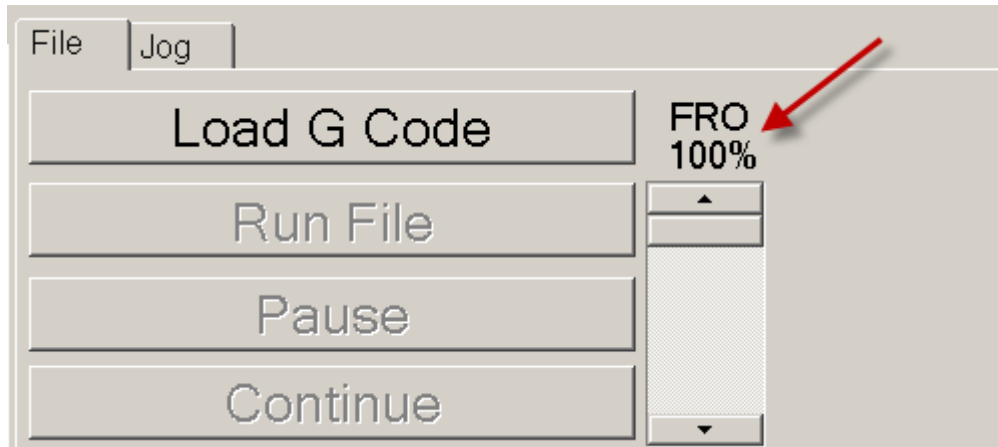 File
Jog
Load G Code
FRO
100%
Run File
Pause
Continue